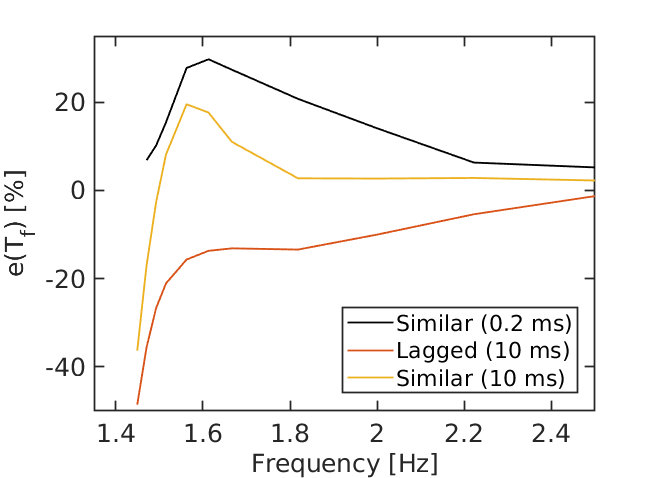 e(T_f) [%]
20
0
-20
-40
Similar (0.2 ms)
Lagged (10 ms)
Similar (10 ms)
1.4 1.6 1.8 2 2.2 2.4
Frequency [Hz]